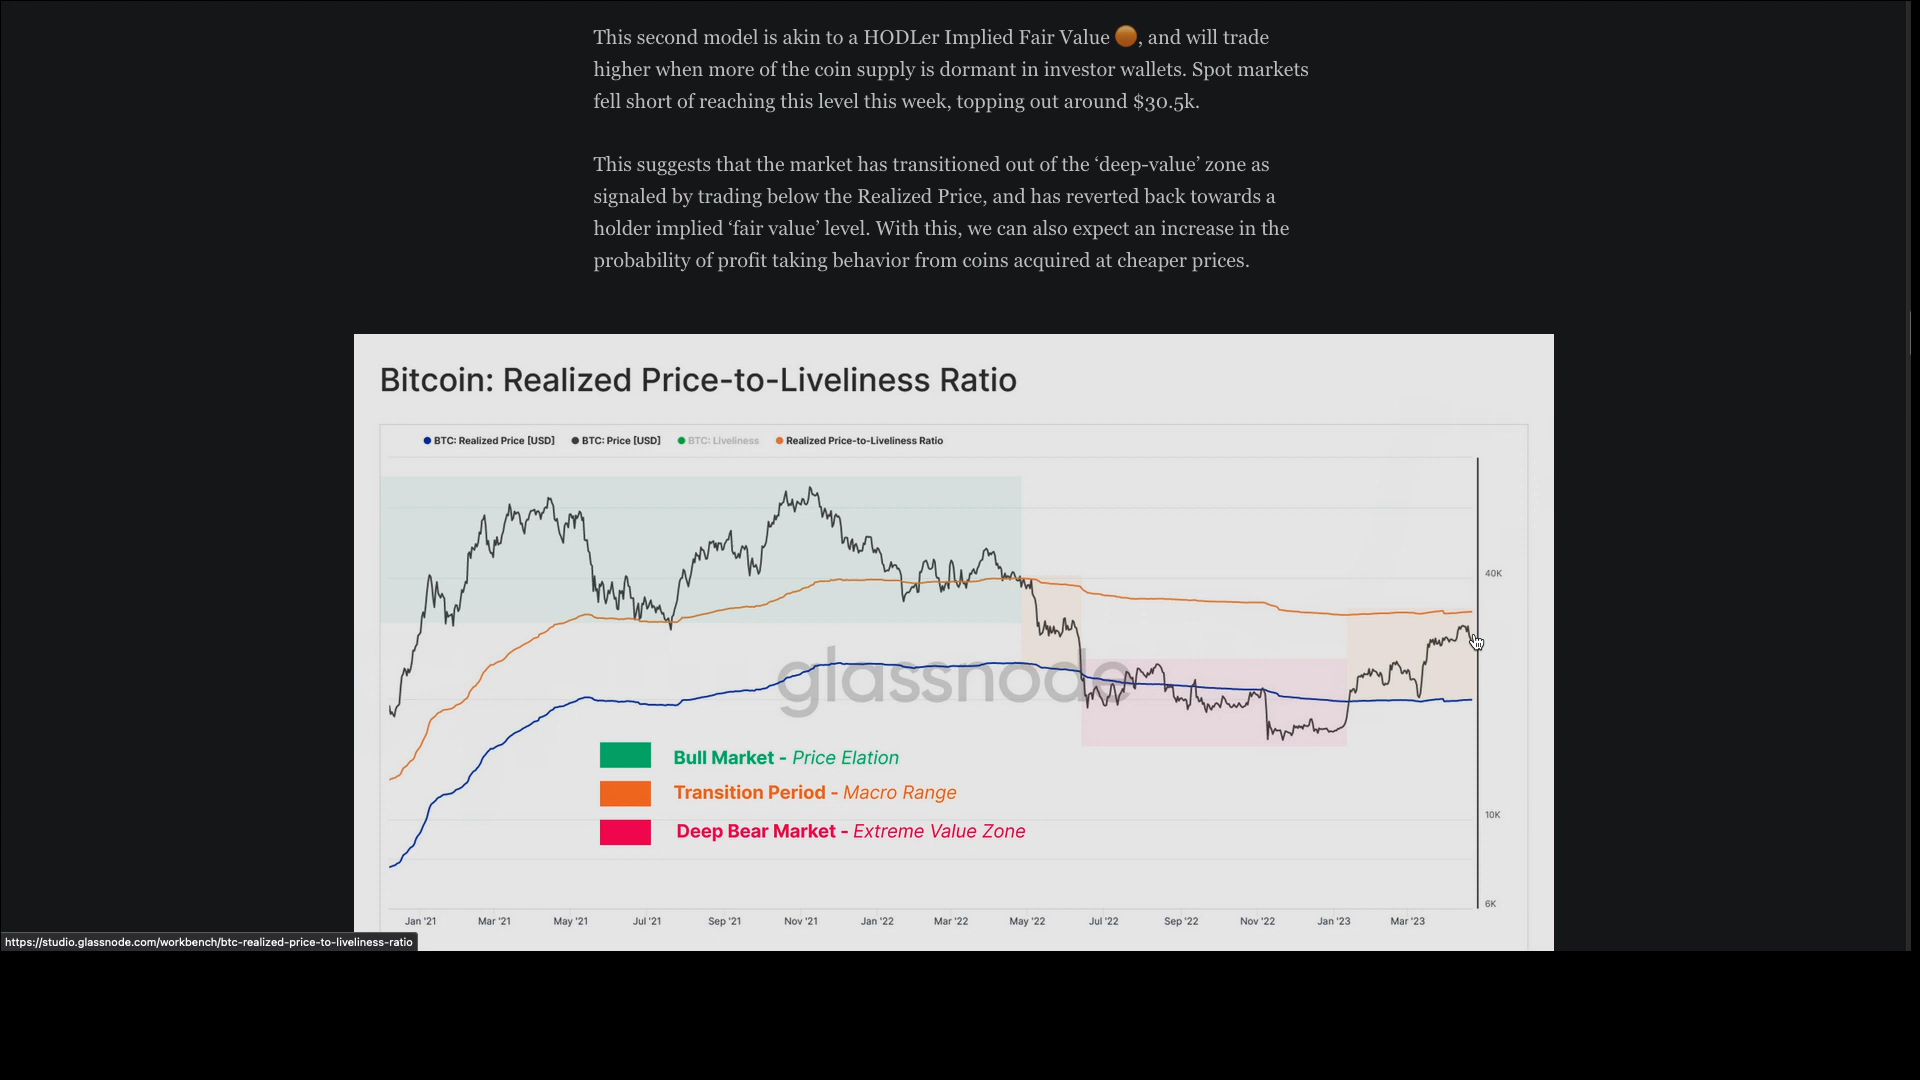 This second model is akin to a HODLer Implied Fair Value 🟠, and will trade
higher when more of the coin supply is dormant in investor wallets. Spot markets
fell short of reaching this level this week, topping out around $30.5k.
This suggests that the market has transitioned out of the ‘deep-value’ zone as
signaled by trading below the Realized Price, and has reverted back towards a
holder implied ‘fair value’ level. With this, we can also expect an increase in the
probability of profit taking behavior from coins acquired at cheaper prices.
Bitcoin: Realized Price-to-Liveliness Ratio
BTC: Realized Price [USD] BTC: Price [USD] BTC: Liveliness Realized Price-to-Liveliness Ratio
40K
glassnode
Bull Market - Price Elation
Transition Period - Macro Range
Deep Bear Market - Extreme Value Zone
10K
6K
Jan '21 Mar '21 May '21 Jul '21 Sep '21 Nov '21 Jan '22 Mar '22 May '22 Jul '22 Sep '22 Nov '22 Jan '23 Mar '23
https://studio.glassnode.com/workbench/btc-realized-price-to-liveliness-ratio